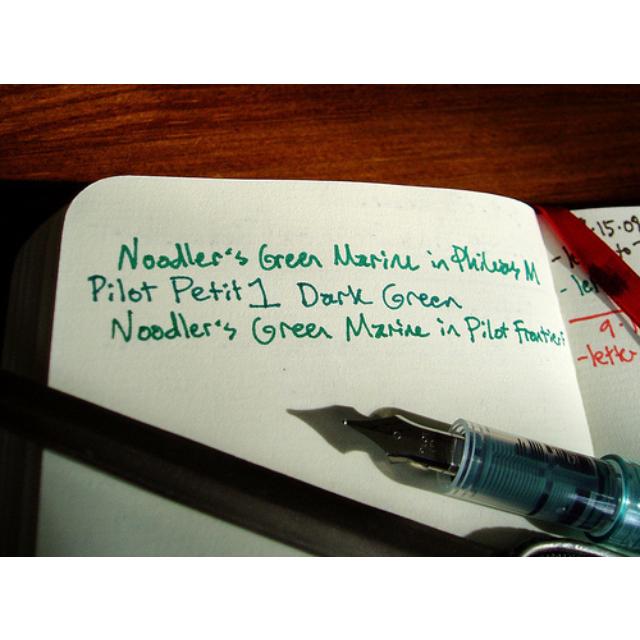 Noodler's Green Marine in Phileas M
Pilot Petit 1 Dark Green
Noodler's Green Marine in Pilot Frontier
15.09
to
9.
-letter